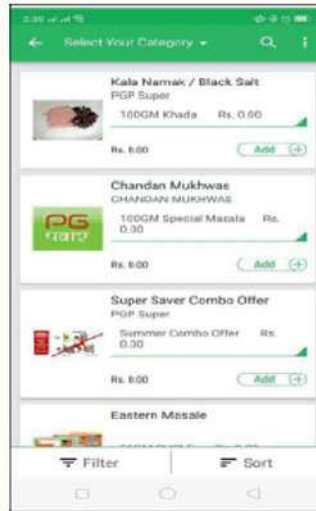 Select Your Category
Kala Namak / Black Salt
PGP Super
100GM Khada Rs. 0.00
Rs. 0.00
Add
Chandan Mukhwas
CHANDAN MUKHWAS
PG
पवार
100GM Special Masala Rs.
0.00
Rs. 0.00
Add
Super Saver Combo Offer
PGP Super
Summer Combo Offer Rs.
0.00
Rs. 0.00
Add
Eastern Masale
Filter
Sort